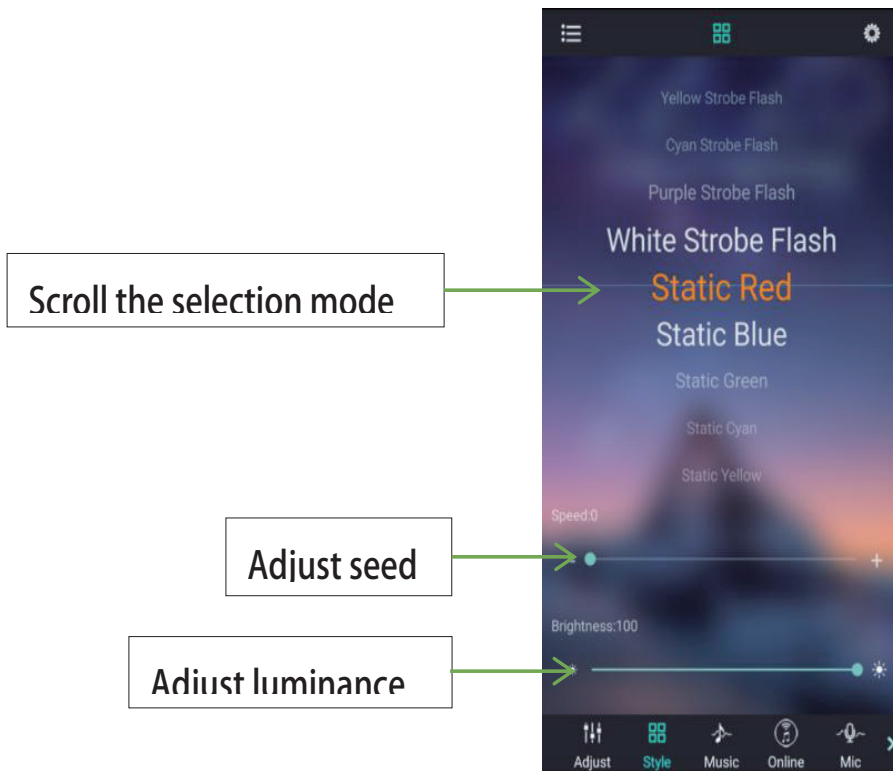 Yellow Strobe Flash
Cyan Strobe Flash
Purple Strobe Flash
White Strobe Flash
Scroll the selection mode
Static Red
Static Blue
Static Green
Static Cyan
Static Yellow
Speed:0
Adjust seed
Brightness:100
Adjust luminance
Adjust Style Music Online Mic